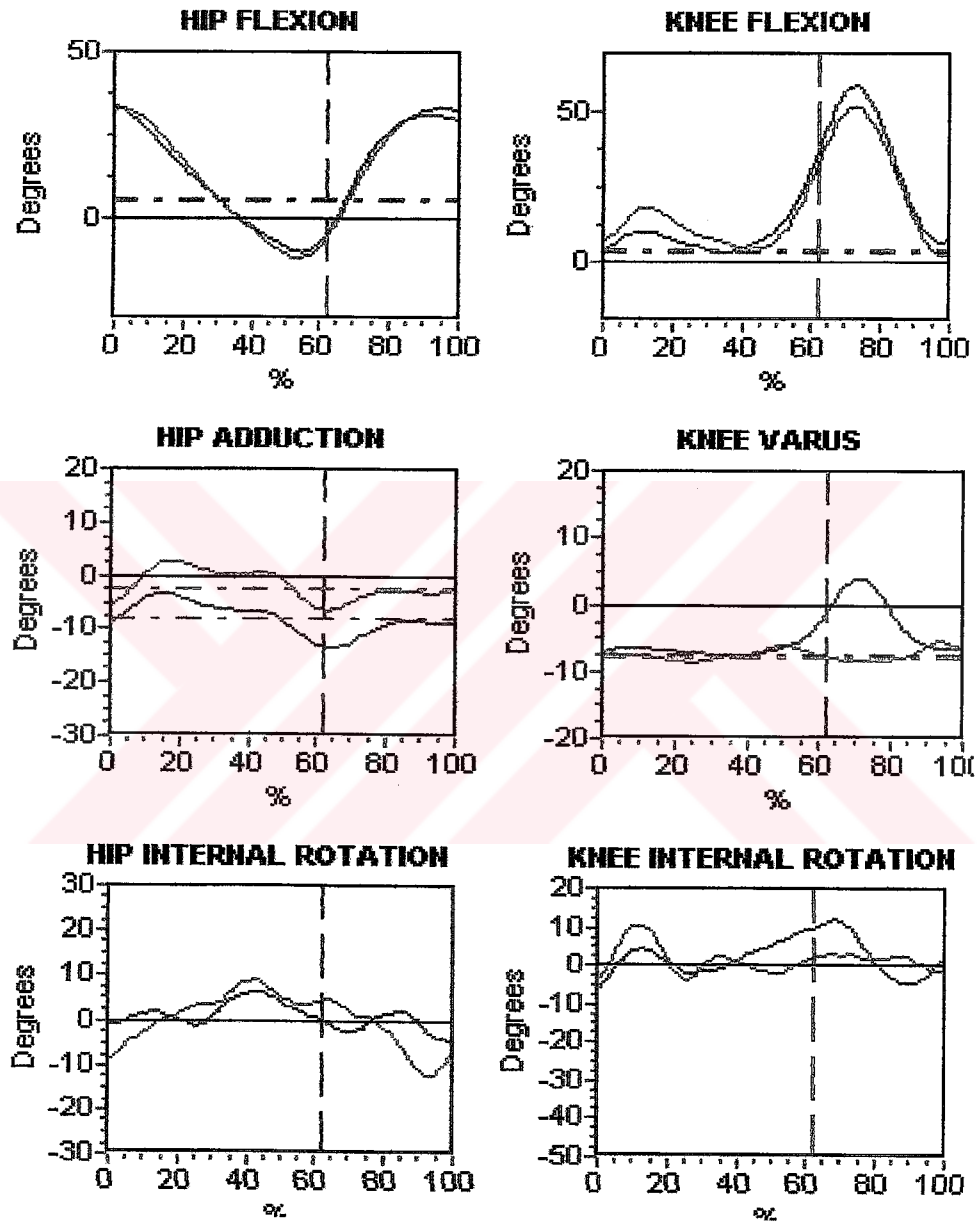 HIP FLEXION
50
0
Degrees
0 20 40 60 80 100
%
KNEE FLEXION
50
0
Degrees
0 20 40 60 80 100
%
HIP ADDUCTION
20
10
0
-10
-20
-30
Degrees
0 20 40 60 80 100
%
KNEE VARUS
20
10
0
-10
-20
Degrees
0 20 40 60 80 100
%
HIP INTERNAL ROTATION
30
20
10
0
-10
-20
-30
Degrees
0 20 40 60 80 100
%
KNEE INTERNAL ROTATION
20
10
0
-10
-20
-30
-40
-50
Degrees
0 20 40 60 80 100
%